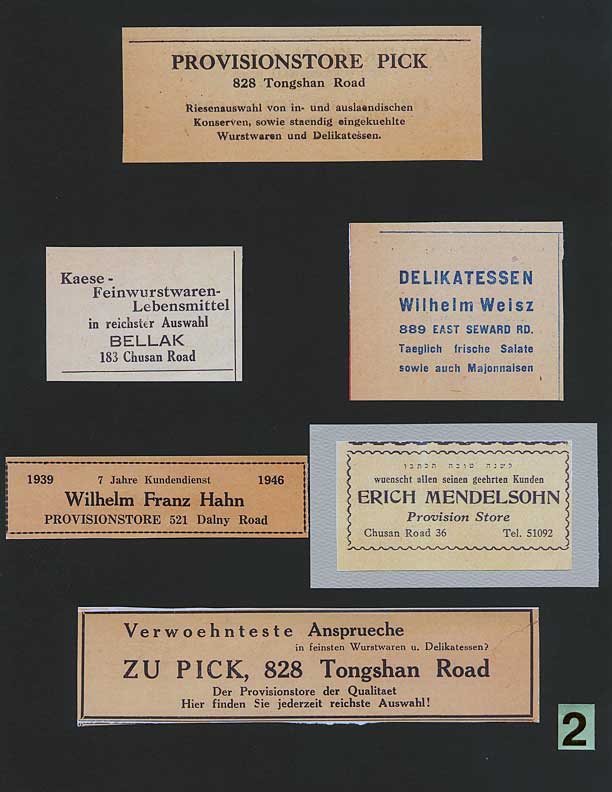 PROVISIONSTORE PICK
828 Tongshan Road
Riesenauswahl von in- und auslaendischen
Konserven, sowie staendig eingekuehlte
Wurstwaren und Delikatessen.
Kaese-
Feinwurstwaren-
Lebensmittel
in reichster Auswahl
BELLAK
183 Chusan Road
DELIKATESSEN
Wilhelm Weisz
889 EAST SEWARD RD.
Taeglich frische Salate
sowie auch Majonnaisen
1939 7 Jahre Kundendienst 1946
Wilhelm Franz Hahn
PROVISIONSTORE 521 Dalny Road
לשנה טובה תכתבו
wuenscht allen seinen geehrten Kunden
ERICH MENDELSOHN
Provision Store
Chusan Road 36 Tel. 51092
Verwoehnteste Ansprueche
in feinsten Wurstwaren u. Delikatessen?
ZU PICK, 828 Tongshan Road
Der Provisionstore der Qualitaet
Hier finden Sie jederzeit reichste Auswahl!
2